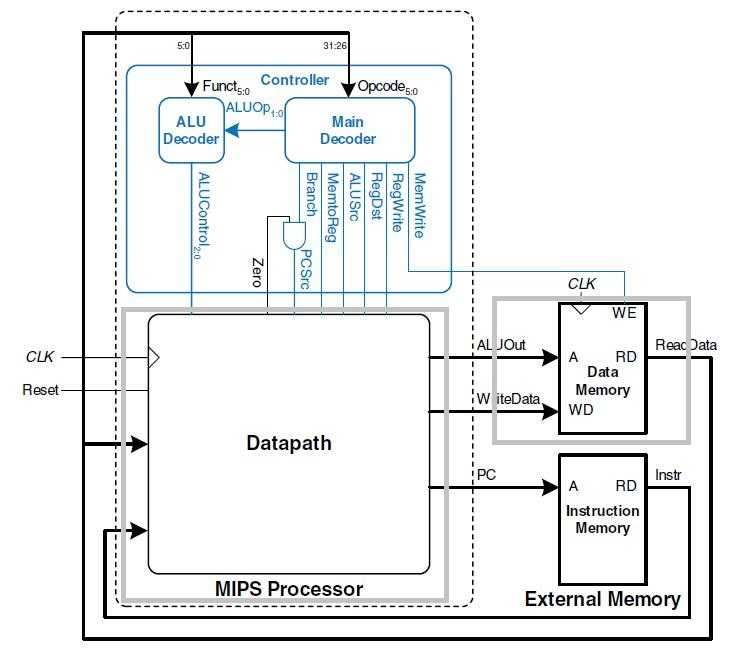 5:0
31:26
Controller
Funct5:0
Opcode5:0
ALUOp1:0
ALU
Decoder
Main
Decoder
ALUControl2:0
Branch
MemtoReg
ALUSrc
RegDst
RegWrite
MemWrite
Zero
PCSrc
CLK
WE
CLK
Reset
ALUOut
A
RD
ReadData
Data
Memory
WriteData
WD
Datapath
PC
A
RD
Instr
Instruction
Memory
MIPS Processor
External Memory